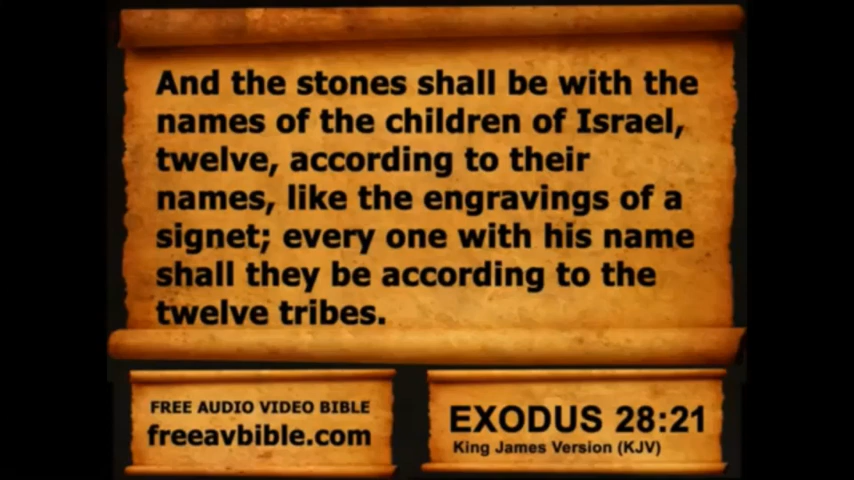 And the stones shall be with the
names of the children of Israel,
twelve, according to their
names, like the engravings of a
signet; every one with his name
shall they be according to the
twelve tribes.
FREE AUDIO VIDEO BIBLE
freeavbible.com
EXODUS 28:21
King James Version (KJV)